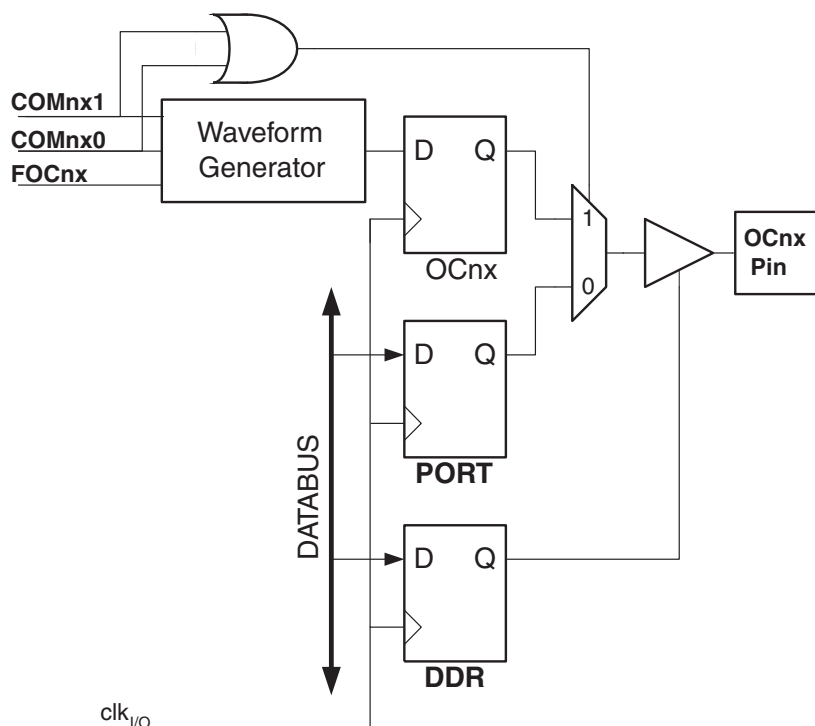 COMnx1
COMnx0
FOCnx
Waveform
Generator
D Q
OCnx
1
0
OCnx
Pin
D Q
PORT
DATABUS
D Q
DDR
clkI/O